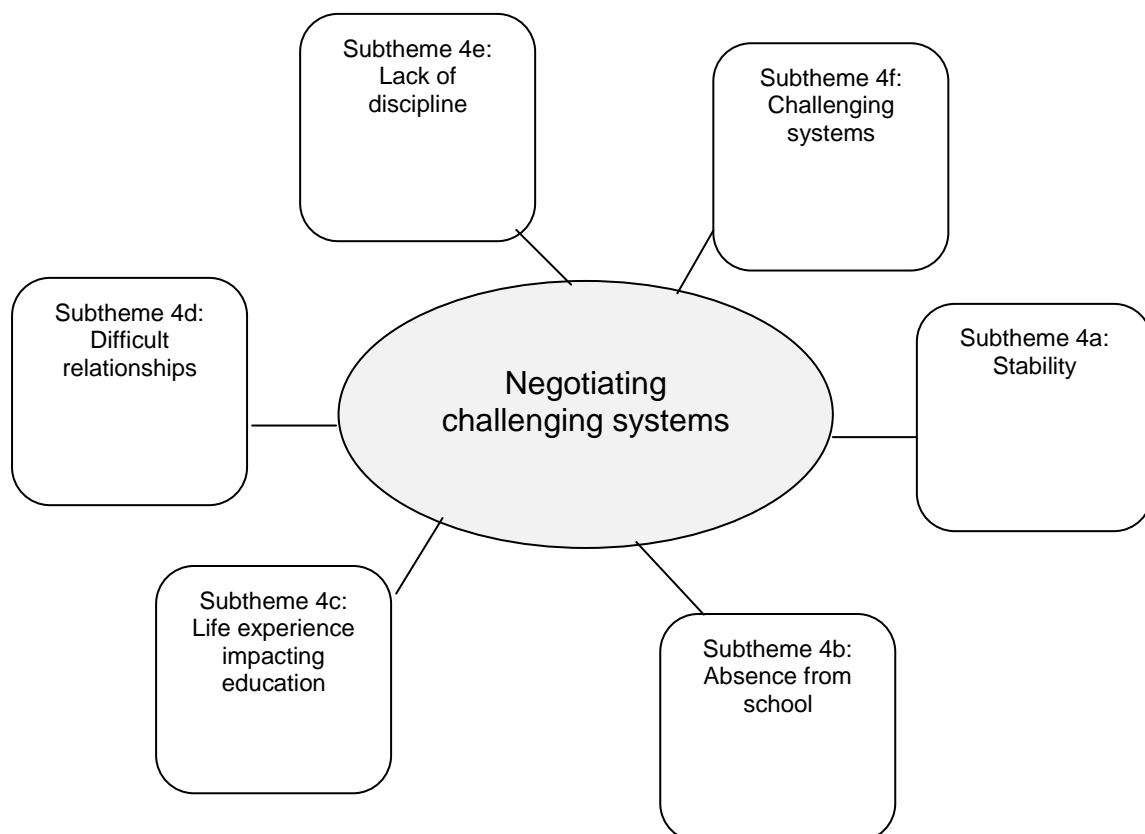 Subtheme 4e:
Lack of
discipline
Subtheme 4f:
Challenging
systems
Subtheme 4d:
Difficult
relationships
Negotiating
challenging systems
Subtheme 4a:
Stability
Subtheme 4c:
Life experience
impacting
education
Subtheme 4b:
Absence from
school